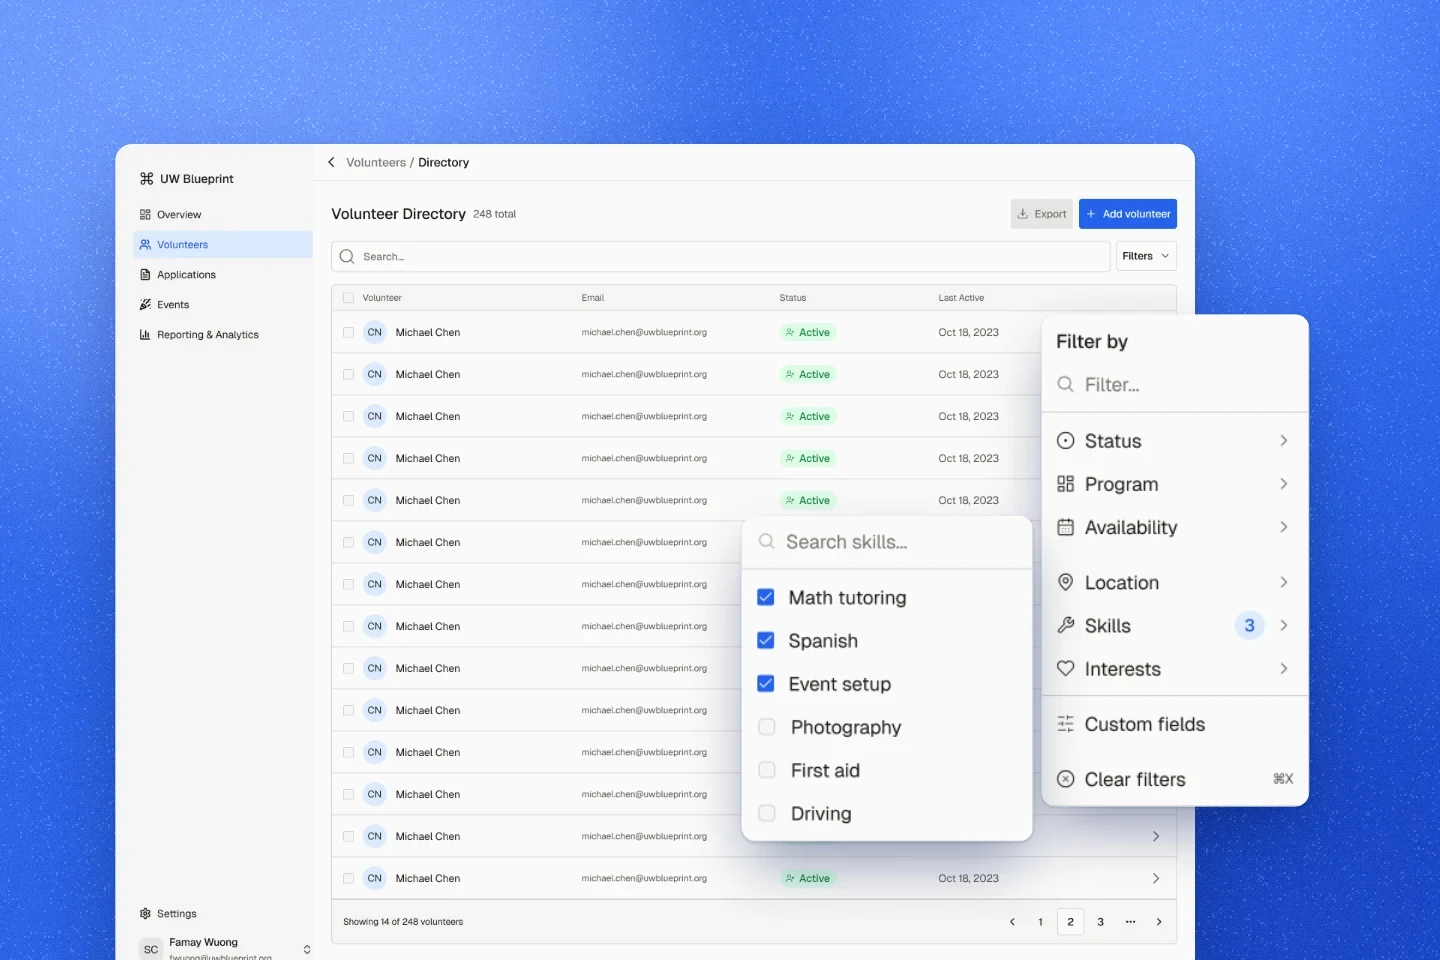 UW Blueprint
Overview
Volunteers
Applications
Events
Reporting & Analytics
Settings
SC
Famay Wuong
fwuong@uwblueprint.org
Volunteers / Directory
Volunteer Directory 248 total
Export
+ Add volunteer
Search...
Filters
Volunteer Email Status Last Active
CN Michael Chen michael.chen@uwblueprint.org Active Oct 18, 2023
CN Michael Chen michael.chen@uwblueprint.org Active Oct 18, 2023
CN Michael Chen michael.chen@uwblueprint.org Active Oct 18, 2023
CN Michael Chen michael.chen@uwblueprint.org Active Oct 18, 2023
CN Michael Chen michael.chen@uwblueprint.org Active Oct 18, 2023
CN Michael Chen michael.chen@uwblueprint.org
CN Michael Chen michael.chen@uwblueprint.org
CN Michael Chen michael.chen@uwblueprint.org
CN Michael Chen michael.chen@uwblueprint.org
CN Michael Chen michael.chen@uwblueprint.org
CN Michael Chen michael.chen@uwblueprint.org
CN Michael Chen michael.chen@uwblueprint.org
CN Michael Chen michael.chen@uwblueprint.org
CN Michael Chen michael.chen@uwblueprint.org Active Oct 18, 2023
Showing 14 of 248 volunteers
1 2 3 ...
Search skills...
Math tutoring
Spanish
Event setup
Photography
First aid
Driving
Filter by
Filter...
Status
Program
Availability
Location
Skills 3
Interests
Custom fields
Clear filters ⌘X